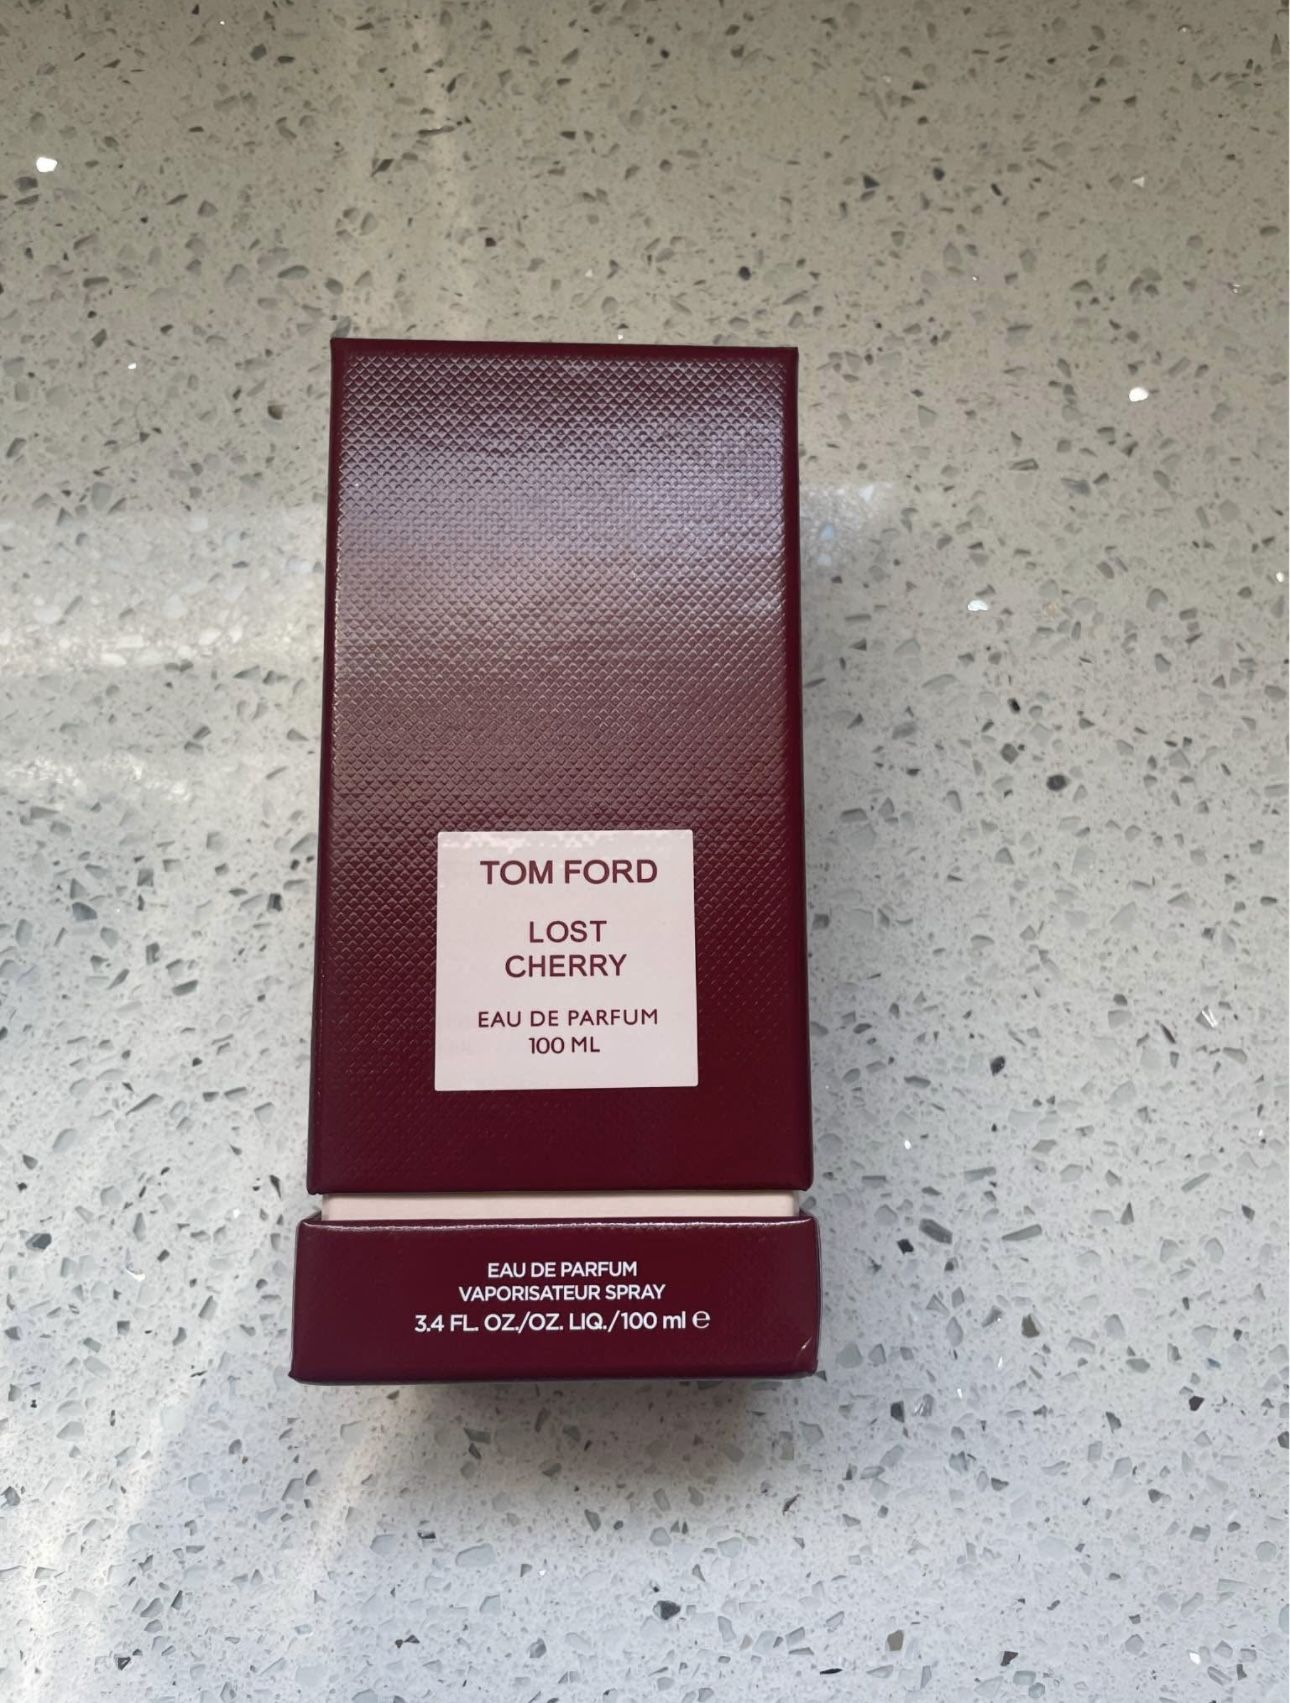 TOM FORD
LOST
CHERRY
EAU DE PARFUM
100 ML
EAU DE PARFUM
VAPORISATEUR SPRAY
3.4 FL. OZ./OZ. LIQ./100 ml ℮